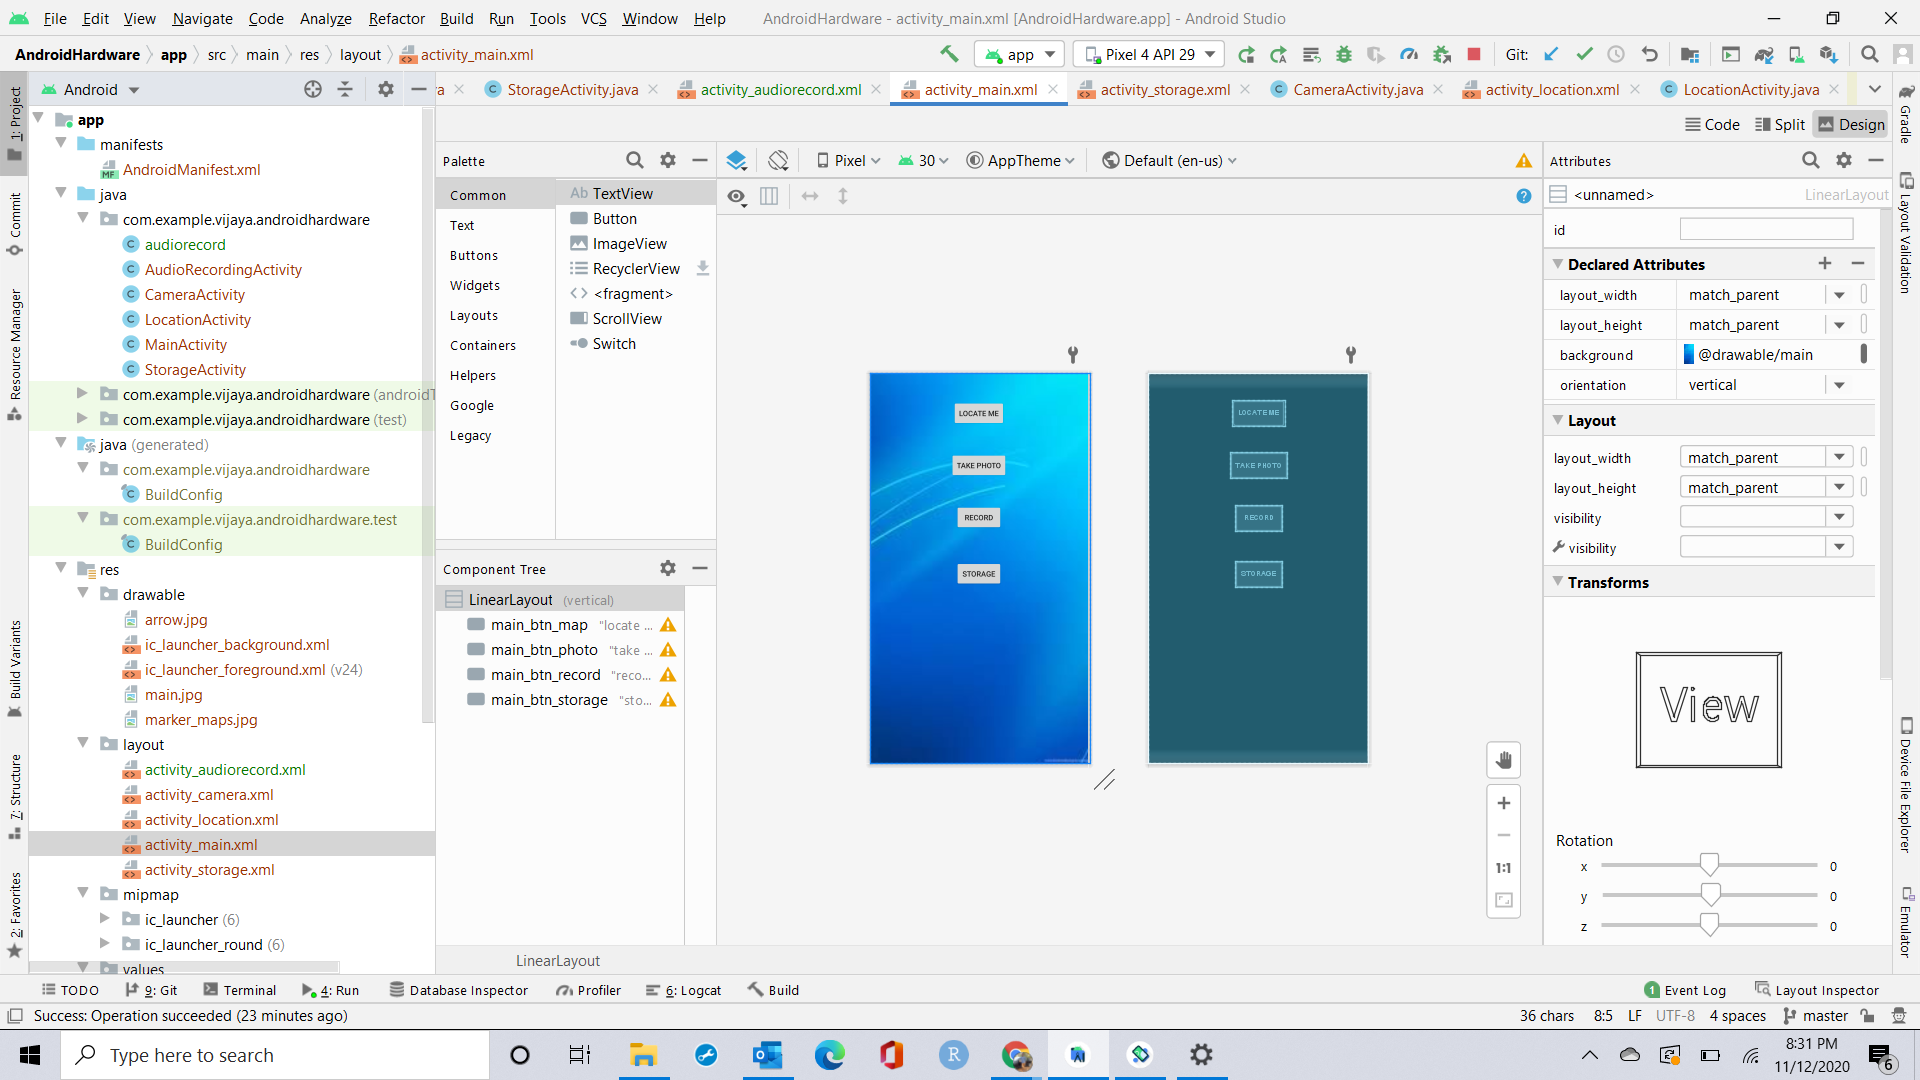 File Edit View Navigate Code Analyze Refactor Build Run Tools VCS Window Help AndroidHardware - activity_main.xml [AndroidHardware.app] - Android Studio
AndroidHardware app src main res layout activity_main.xml app Pixel 4 API 29 Git:
Android
StorageActivity.java activity_audiorecord.xml activity_main.xml activity_storage.xml CameraActivity.java activity_location.xml LocationActivity.java
Code Split Design
1: Project
Commit
Resource Manager
Build Variants
7: Structure
2: Favorites
app
manifests
AndroidManifest.xml
java
com.example.vijaya.androidhardware
audiorecord
AudioRecordingActivity
CameraActivity
LocationActivity
MainActivity
StorageActivity
com.example.vijaya.androidhardware (androidT
com.example.vijaya.androidhardware (test)
java (generated)
com.example.vijaya.androidhardware
BuildConfig
com.example.vijaya.androidhardware.test
BuildConfig
res
drawable
arrow.jpg
ic_launcher_background.xml
ic_launcher_foreground.xml (v24)
main.jpg
marker_maps.jpg
layout
activity_audiorecord.xml
activity_camera.xml
activity_location.xml
activity_main.xml
activity_storage.xml
mipmap
ic_launcher (6)
ic_launcher_round (6)
values
Palette
Common
Text
Buttons
Widgets
Layouts
Containers
Helpers
Google
Legacy
Ab TextView
Button
ImageView
RecyclerView
<fragment>
ScrollView
Switch
Component Tree
LinearLayout (vertical)
main_btn_map "locate ...
main_btn_photo "take ...
main_btn_record "reco...
main_btn_storage "sto...
Pixel 30 AppTheme Default (en-us)
LOCATE ME
TAKE PHOTO
RECORD
STORAGE
LOCATE ME
TAKE PHOTO
RECORD
STORAGE
1:1
LinearLayout
Attributes
<unnamed> LinearLayout
id
Declared Attributes
layout_width match_parent
layout_height match_parent
background @drawable/main
orientation vertical
Layout
layout_width match_parent
layout_height match_parent
visibility
visibility
Transforms
View
Rotation
x 0
y 0
z 0
Gradle
Layout Validation
Device File Explorer
Emulator
TODO 9: Git Terminal 4: Run Database Inspector Profiler 6: Logcat Build 1 Event Log Layout Inspector
Success: Operation succeeded (23 minutes ago) 36 chars 8:5 LF UTF-8 4 spaces master
Type here to search
8:31 PM
11/12/2020
6